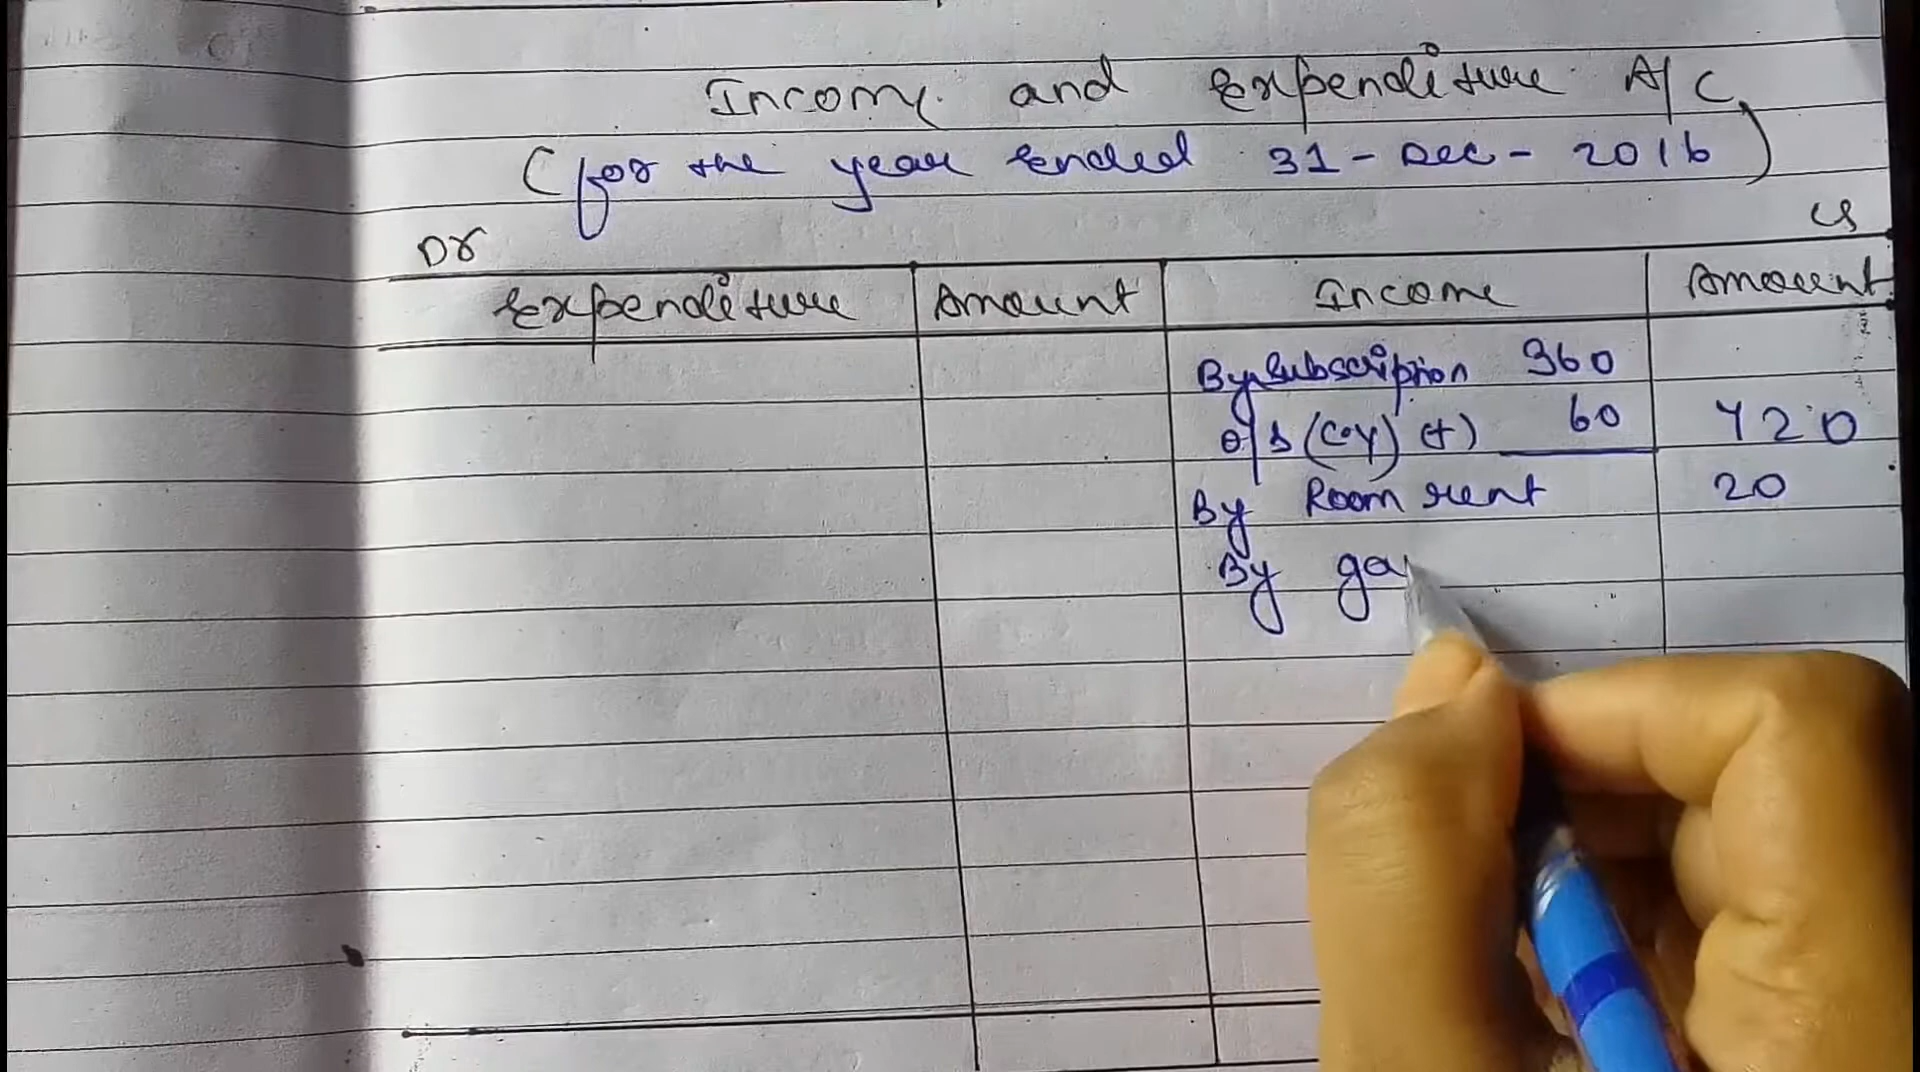 Income and Expenditure A/C
(for the year ended 31-Dec-2016)
Dr Cr
Expenditure Amount Income Amount
By Subscription 360
O/S (C.Y) (+) 60 420
By Room rent 20
By ga